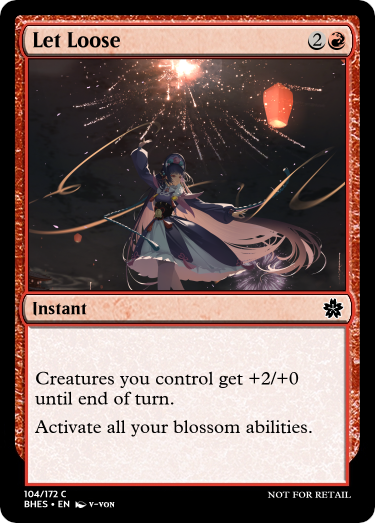 Let Loose 2
Instant
Creatures you control get +2/+0
until end of turn.
Activate all your blossom abilities.
104/172 C
BHES • EN V-VON
NOT FOR RETAIL